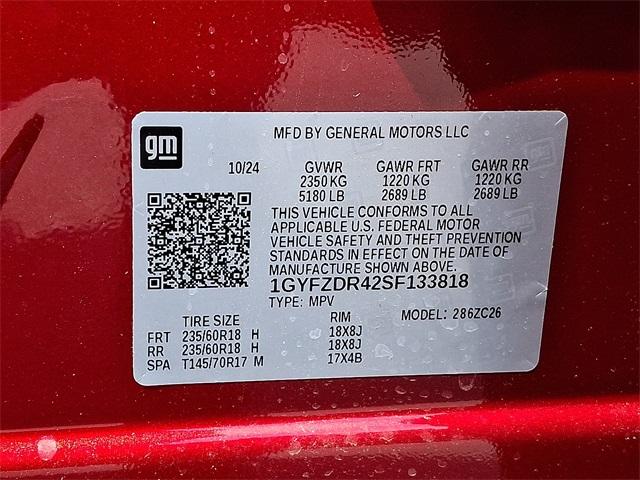 MFD BY GENERAL MOTORS LLC
gm
10/24 GVWR GAWR FRT GAWR RR
2350 KG 1220 KG 1220 KG
5180 LB 2689 LB 2689 LB
THIS VEHICLE CONFORMS TO ALL
APPLICABLE U.S. FEDERAL MOTOR
VEHICLE SAFETY AND THEFT PREVENTION
STANDARDS IN EFFECT ON THE DATE OF
MANUFACTURE SHOWN ABOVE.
1GYFZDR42SF133818
TYPE: MPV
TIRE SIZE RIM MODEL: 286ZC26
FRT 235/60R18 H 18X8J
RR 235/60R18 H 18X8J
SPA T145/70R17 M 17X4B